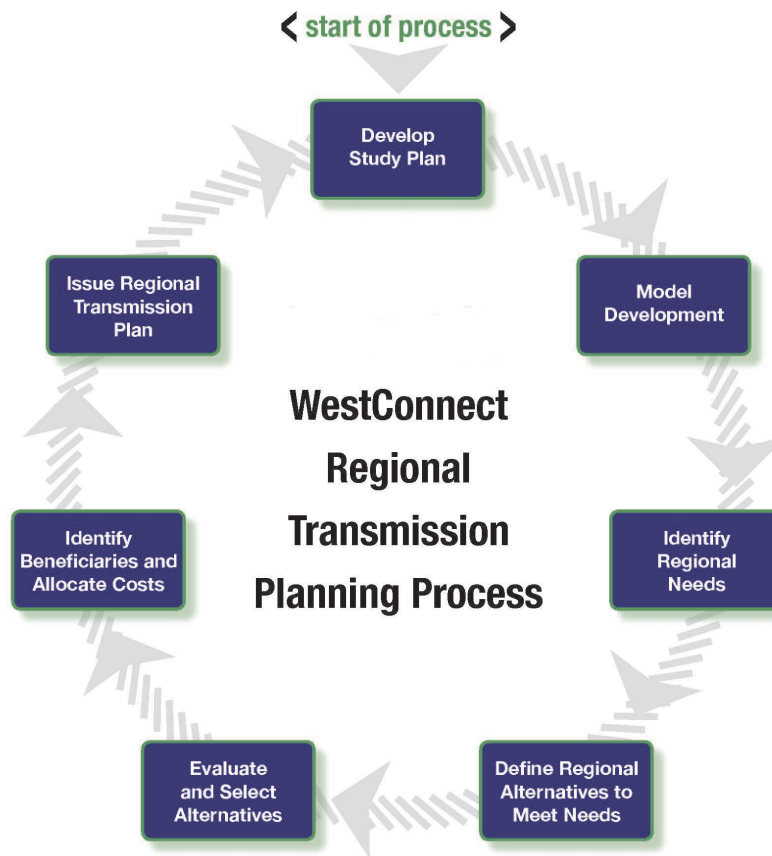 < start of process >
Develop
Study Plan
Model
Development
Identify
Regional
Needs
Define Regional
Alternatives to
Meet Needs
Evaluate
and Select
Alternatives
Identify
Beneficiaries and
Allocate Costs
Issue Regional
Transmission
Plan
WestConnect
Regional
Transmission
Planning Process